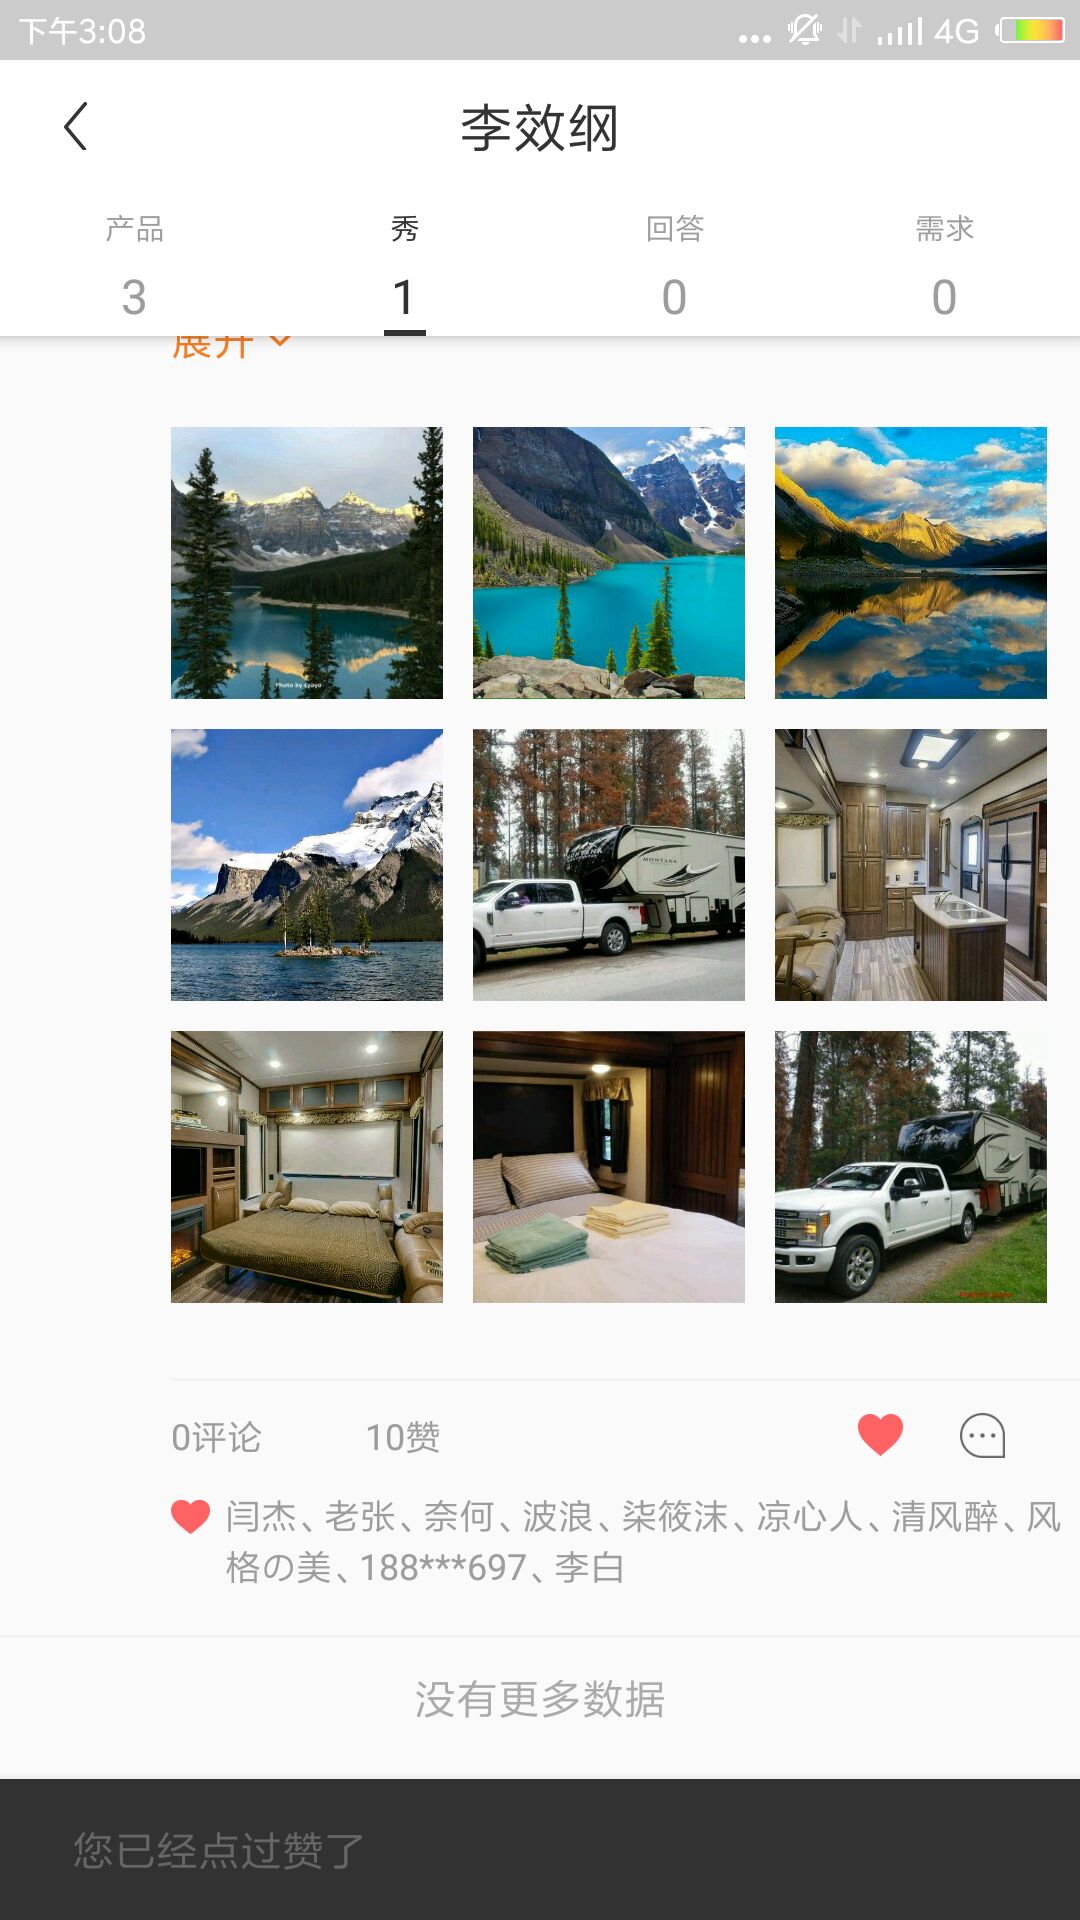 下午3:08
4G
李效纲
产品
秀
回答
需求
3
1
0
0
展开
Photo by Lyayo
MONTANA
MONTANA
0评论
10赞
闫杰、老张、奈何、波浪、柒筱沫、凉心人、清风醉、风
格の美、188***697、李白
没有更多数据
您已经点过赞了